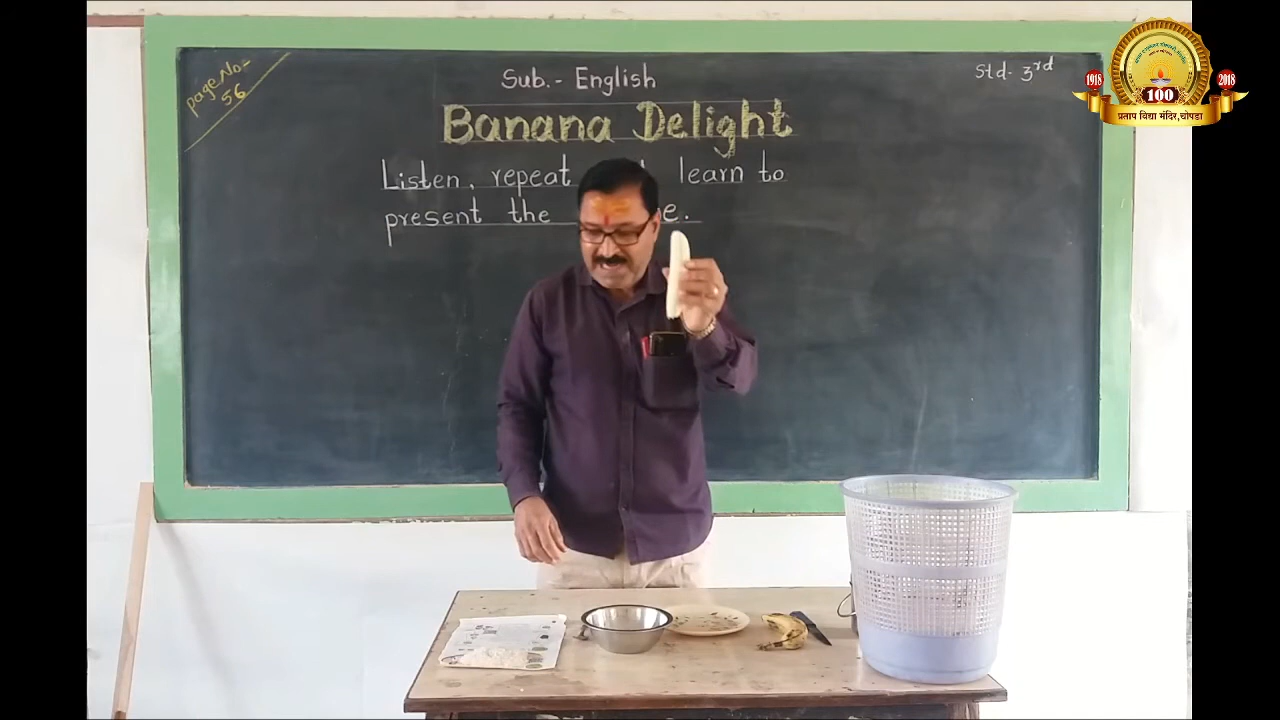 page No-
56
Sub.- English
Std- 3rd
Banana Delight
Listen, repeat learn to
present the e.
1918
2018
100
प्रताप विद्या मंदिर,चोपडा